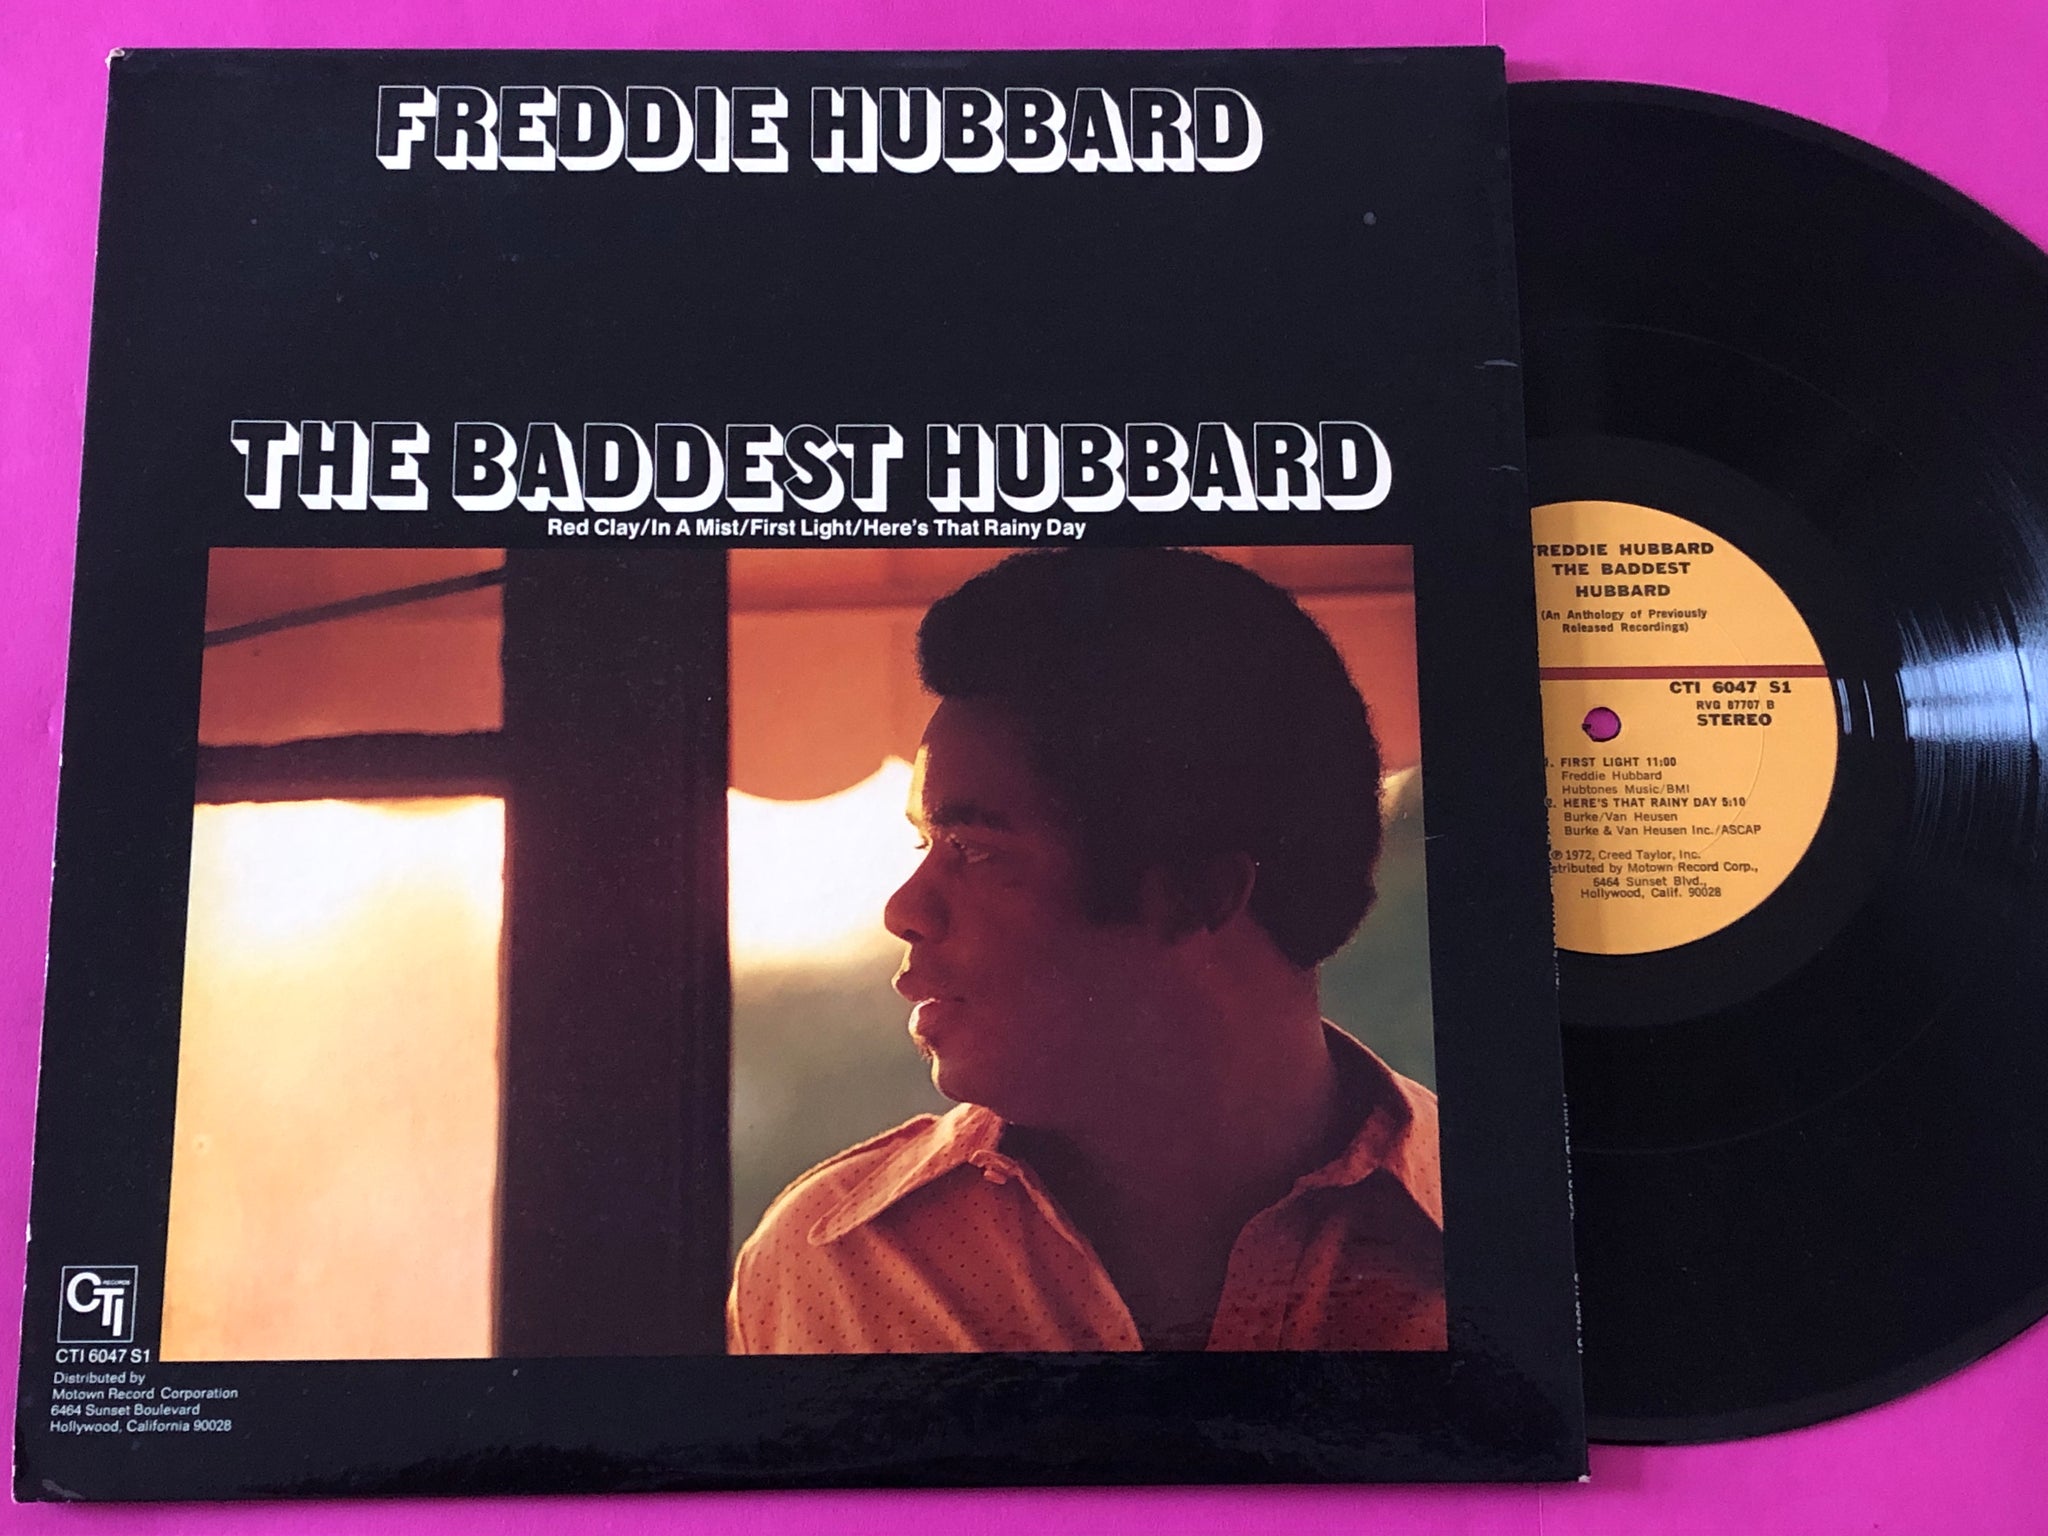 FREDDIE HUBBARD
THE BADDEST HUBBARD
Red Clay/In A Mist/First Light/Here's That Rainy Day
CTI RECORDS
CTI 6047 S1
Distributed by
Motown Record Corporation
6464 Sunset Boulevard
Hollywood, California 90028
REDDIE HUBBARD
THE BADDEST
HUBBARD
(An Anthology of Previously
Released Recordings)
CTI 6047 S1
RVG 87707 B
STEREO
1. FIRST LIGHT 11:00
Freddie Hubbard
Hubtones Music/BMI
2. HERE'S THAT RAINY DAY 5:10
Burke/Van Heusen
Burke & Van Heusen Inc./ASCAP
℗ 1972, Creed Taylor, Inc.
stributed by Motown Record Corp.,
6464 Sunset Blvd.,
Hollywood, Calif. 90028